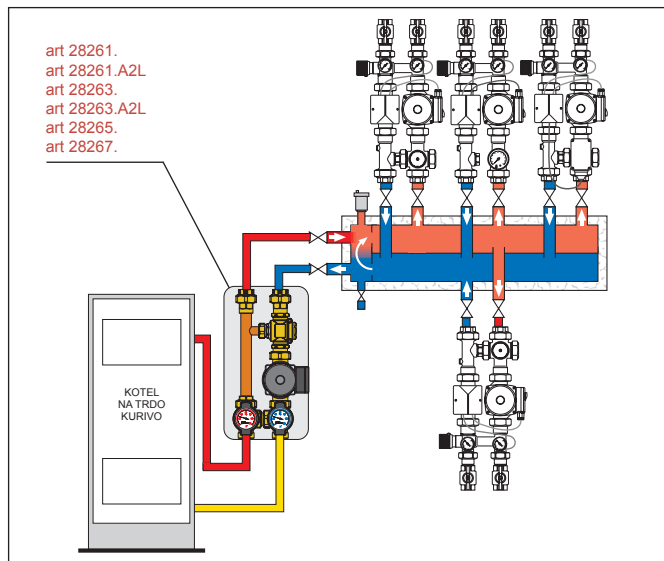 art 28261.
art 28261.A2L
art 28263.
art 28263.A2L
art 28265.
art 28267.
KOTEL
NA TRDO
KURIVO